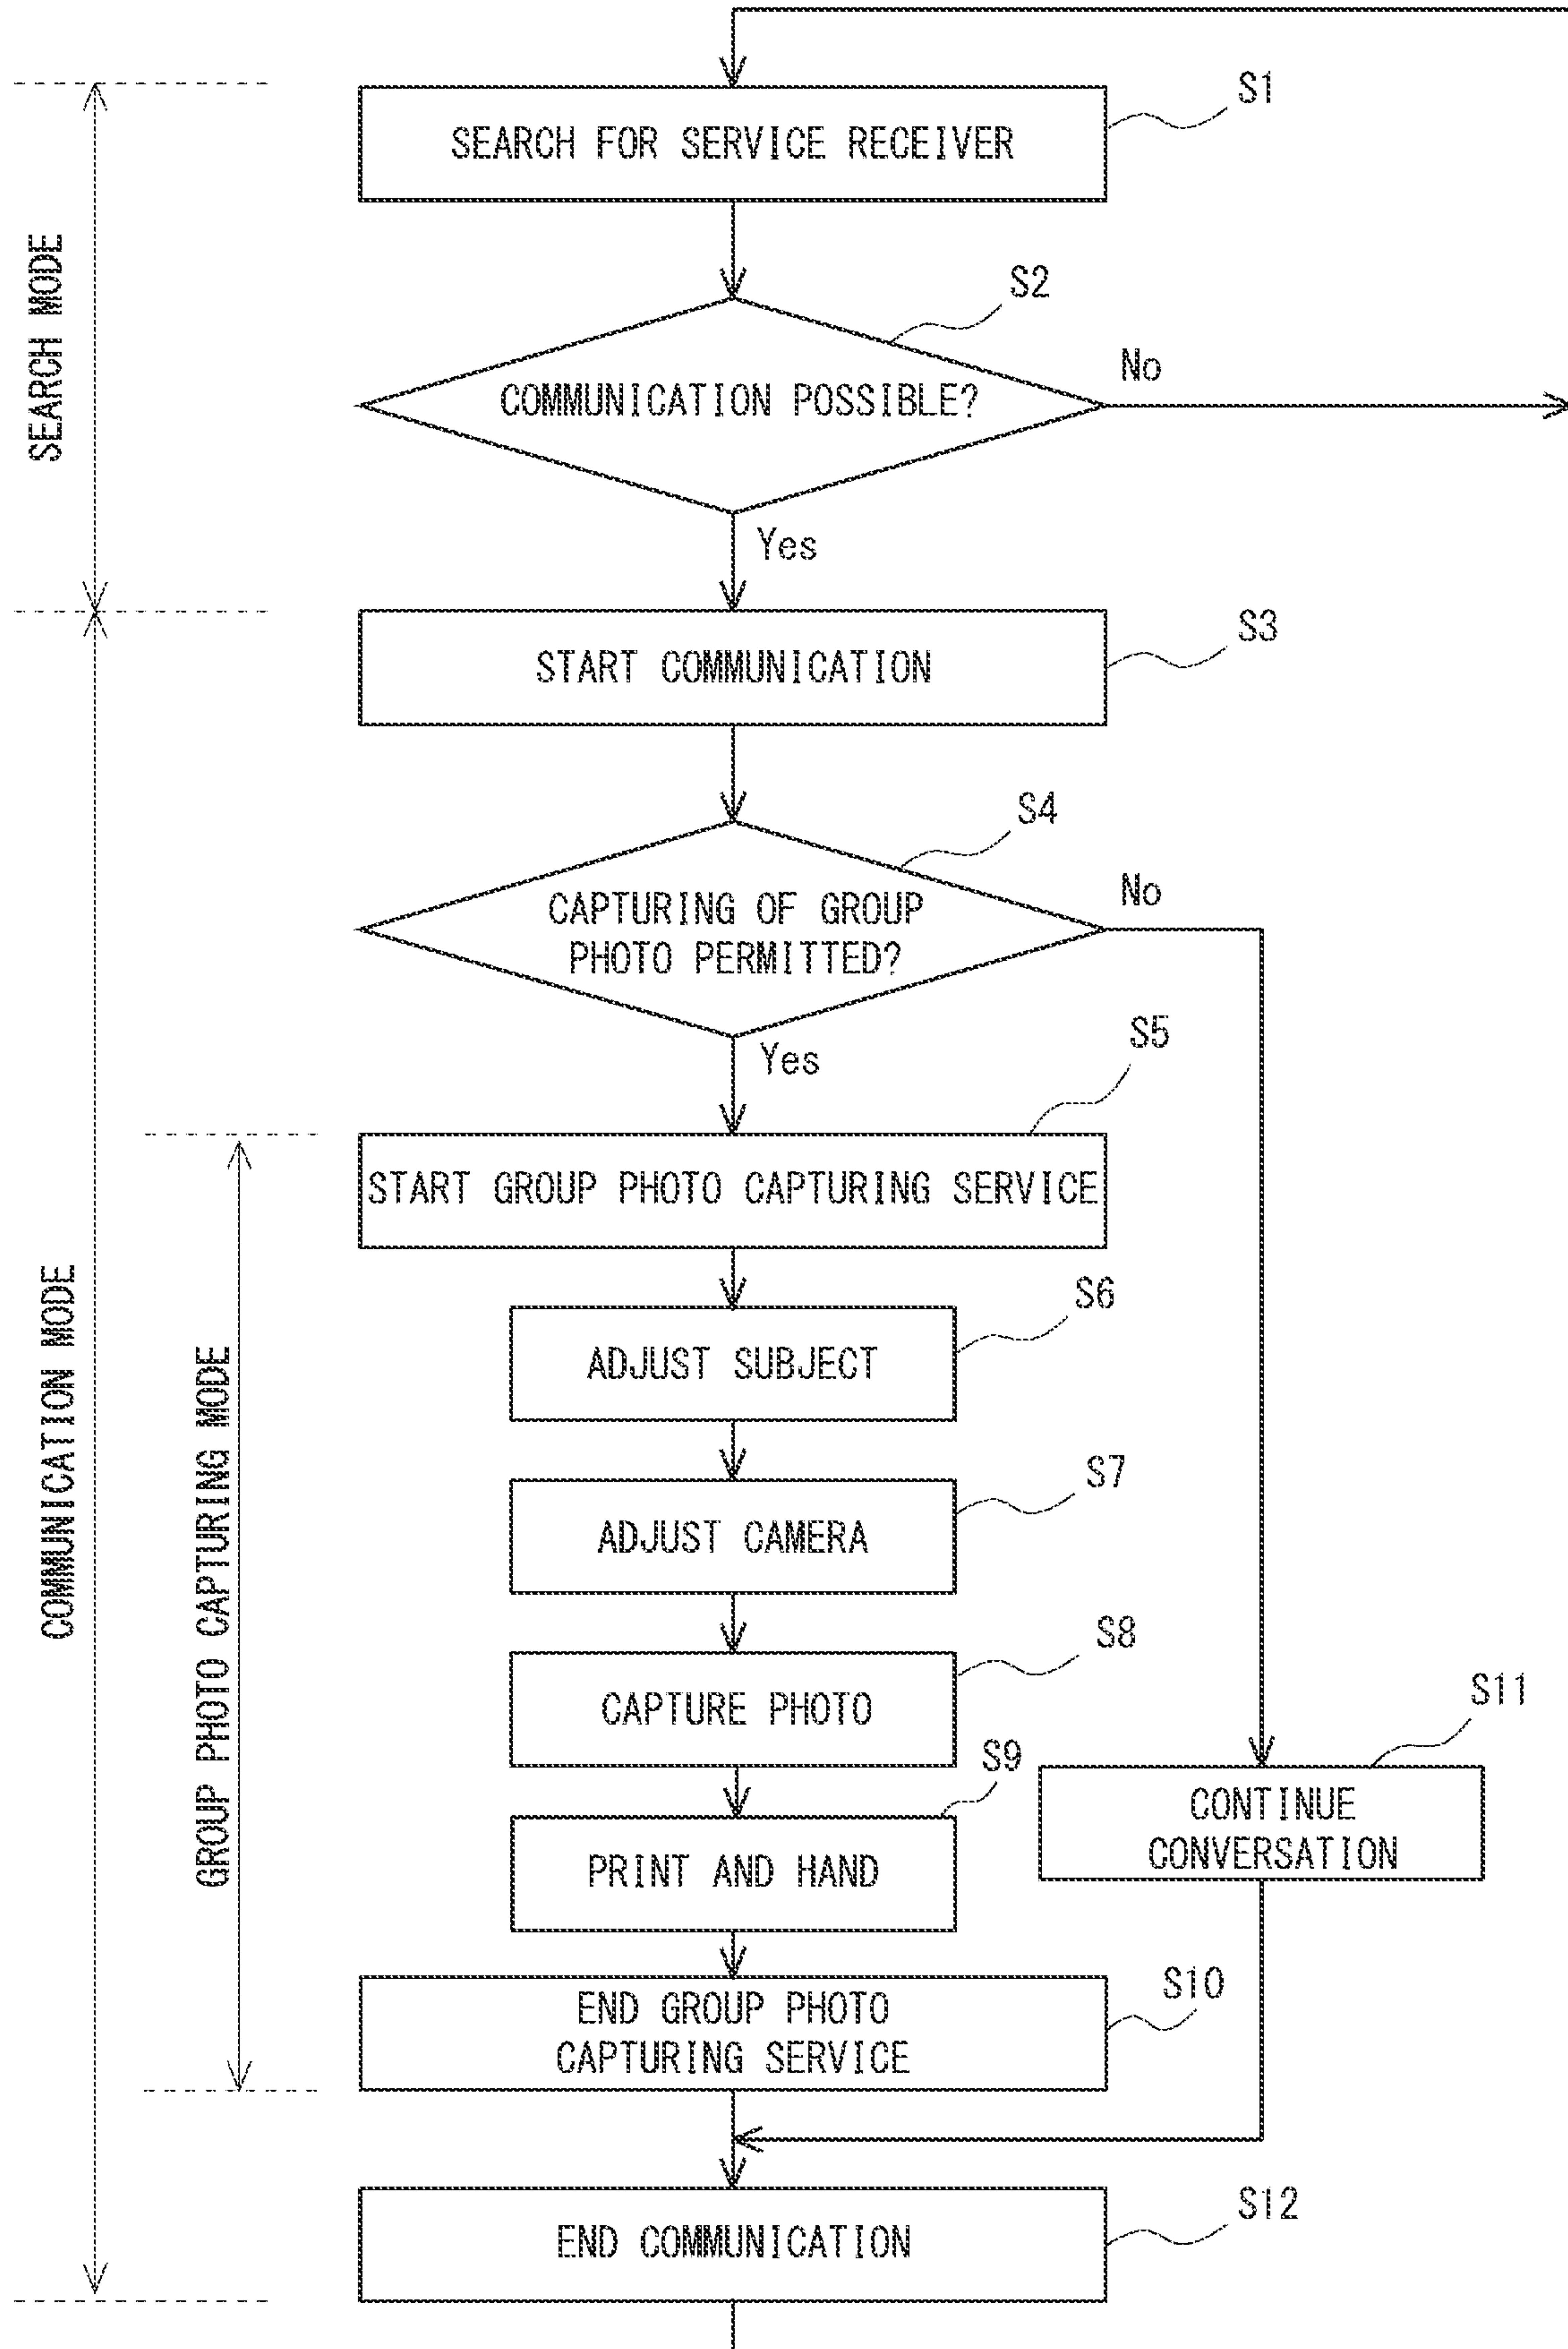 S1
SEARCH FOR SERVICE RECEIVER
S2
COMMUNICATION POSSIBLE?
No
Yes
SEARCH MODE
S3
START COMMUNICATION
S4
CAPTURING OF GROUP
PHOTO PERMITTED?
No
Yes
S5
START GROUP PHOTO CAPTURING SERVICE
S6
ADJUST SUBJECT
S7
ADJUST CAMERA
S8
CAPTURE PHOTO
S9
PRINT AND HAND
S11
CONTINUE
CONVERSATION
S10
END GROUP PHOTO
CAPTURING SERVICE
GROUP PHOTO CAPTURING MODE
COMMUNICATION MODE
S12
END COMMUNICATION